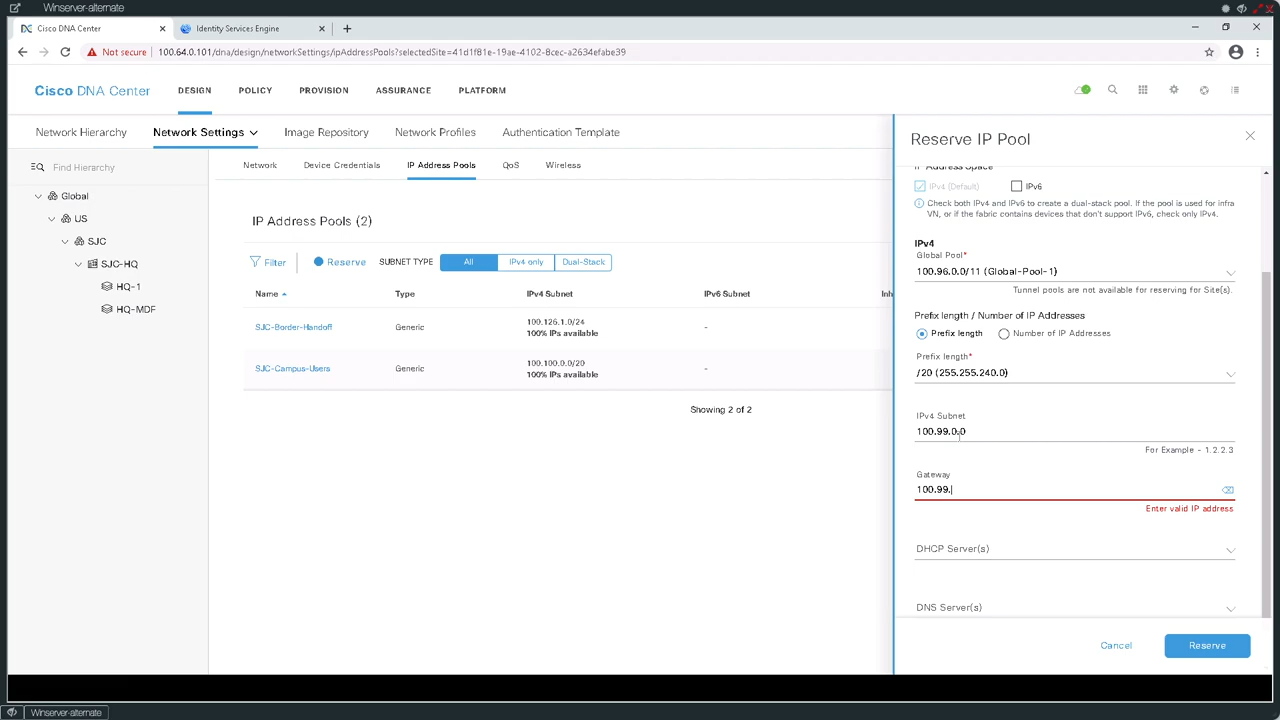 Winserver-alternate
Cisco DNA Center
Identity Services Engine
Not secure
100.64.0.101/dna/design/networkSettings/ipAddressPools?selectedSite=41d1f81e-19ae-4102-8cec-a2634efabe39
Cisco DNA Center
DESIGN
POLICY
PROVISION
ASSURANCE
PLATFORM
Network Hierarchy
Network Settings
Image Repository
Network Profiles
Authentication Template
Find Hierarchy
Global
US
SJC
SJC-HQ
HQ-1
HQ-MDF
Network
Device Credentials
IP Address Pools
QoS
Wireless
IP Address Pools (2)
Filter
Reserve
SUBNET TYPE
All
IPv4 only
Dual-Stack
Name
Type
IPv4 Subnet
IPv6 Subnet
Inh
SJC-Border-Handoff
Generic
100.126.1.0/24
100% IPs available
-
SJC-Campus-Users
Generic
100.100.0.0/20
100% IPs available
-
Showing 2 of 2
Reserve IP Pool
IP Address Space
IPv4 (Default)
IPv6
Check both IPv4 and IPv6 to create a dual-stack pool. If the pool is used for infra
VN, or if the fabric contains devices that don't support IPv6, check only IPv4.
IPv4
Global Pool*
100.96.0.0/11 (Global-Pool-1)
Tunnel pools are not available for reserving for Site(s).
Prefix length / Number of IP Addresses
Prefix length
Number of IP Addresses
Prefix length*
/20 (255.255.240.0)
IPv4 Subnet
100.99.0.0
For Example - 1.2.2.3
Gateway
100.99.
Enter valid IP address
DHCP Server(s)
DNS Server(s)
Cancel
Reserve
Winserver-alternate